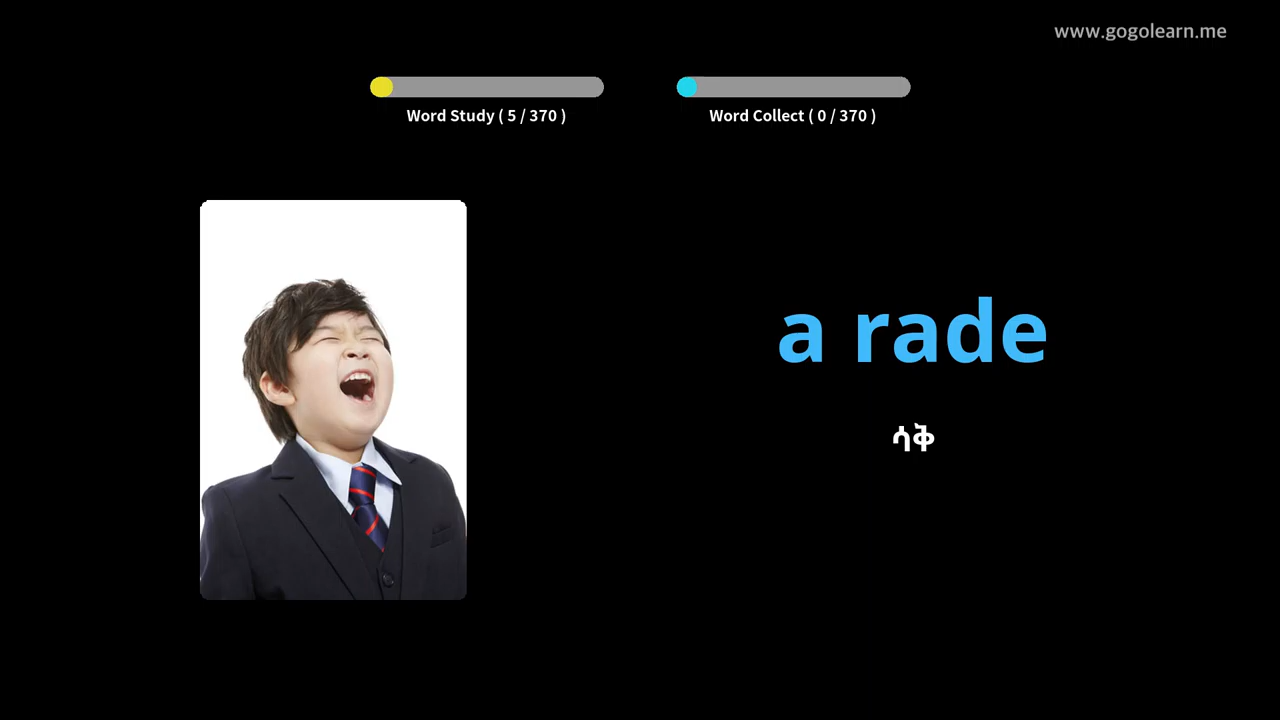 www.gogolearn.me
Word Study ( 5 / 370 )
Word Collect ( 0 / 370 )
a rade
ሳቅ